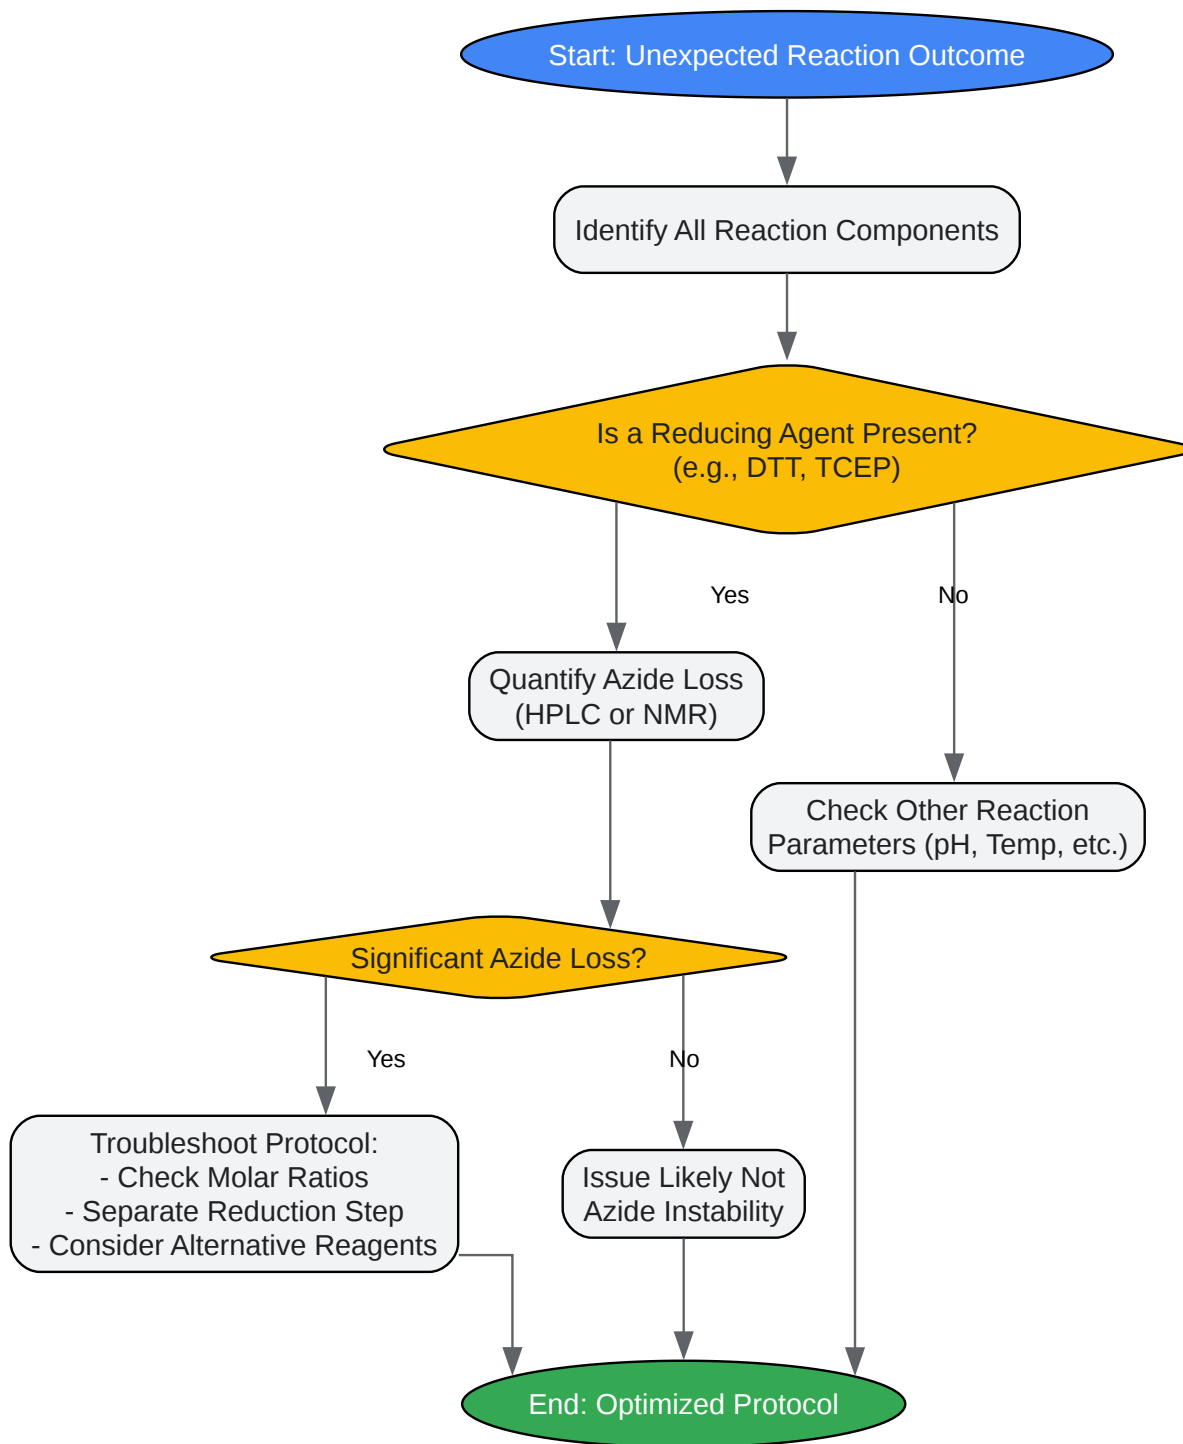 Start: Unexpected Reaction Outcome
Identify All Reaction Components
Is a Reducing Agent Present?
(e.g., DTT, TCEP)
Yes
No
Quantify Azide Loss
(HPLC or NMR)
Check Other Reaction
Parameters (pH, Temp, etc.)
Significant Azide Loss?
Yes
No
Troubleshoot Protocol:
- Check Molar Ratios
- Separate Reduction Step
- Consider Alternative Reagents
Issue Likely Not
Azide Instability
End: Optimized Protocol